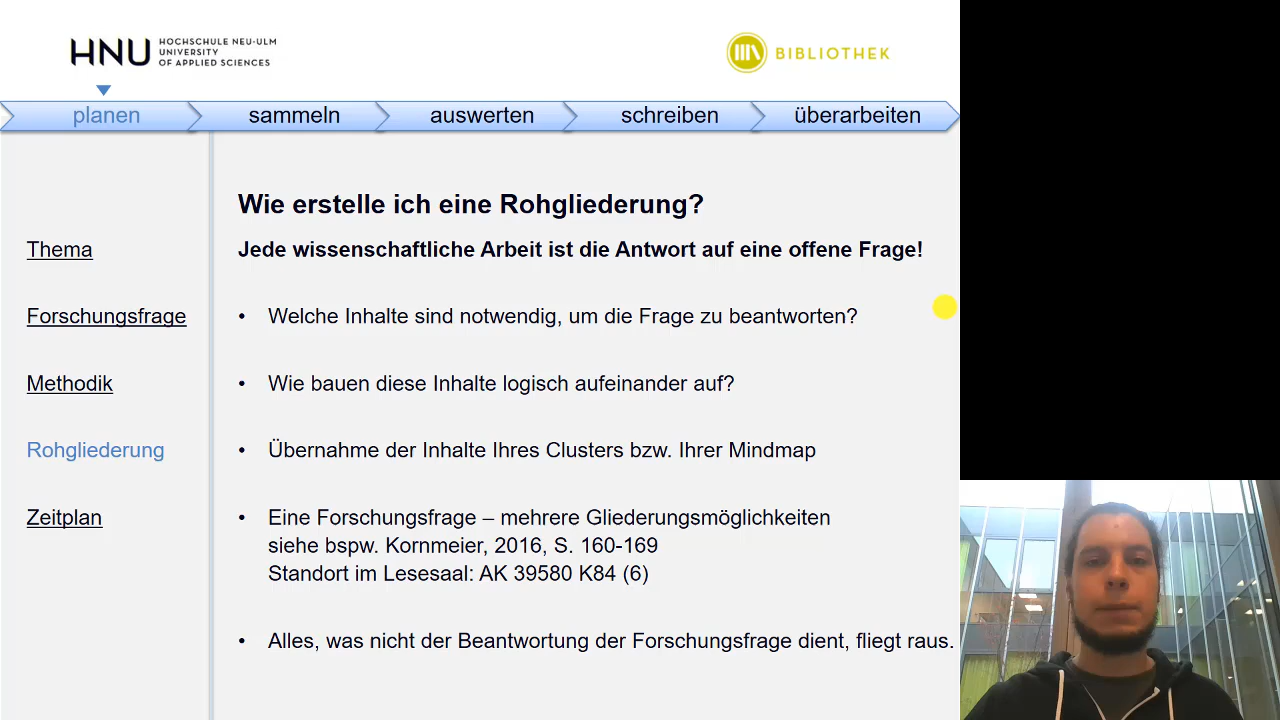 HNU HOCHSCHULE NEU-ULM
UNIVERSITY
OF APPLIED SCIENCES
BIBLIOTHEK
planen sammeln auswerten schreiben überarbeiten
Wie erstelle ich eine Rohgliederung?
Thema
Jede wissenschaftliche Arbeit ist die Antwort auf eine offene Frage!
Forschungsfrage
• Welche Inhalte sind notwendig, um die Frage zu beantworten?
Methodik
• Wie bauen diese Inhalte logisch aufeinander auf?
Rohgliederung
• Übernahme der Inhalte Ihres Clusters bzw. Ihrer Mindmap
Zeitplan
• Eine Forschungsfrage – mehrere Gliederungsmöglichkeiten
siehe bspw. Kornmeier, 2016, S. 160-169
Standort im Lesesaal: AK 39580 K84 (6)
• Alles, was nicht der Beantwortung der Forschungsfrage dient, fliegt raus.